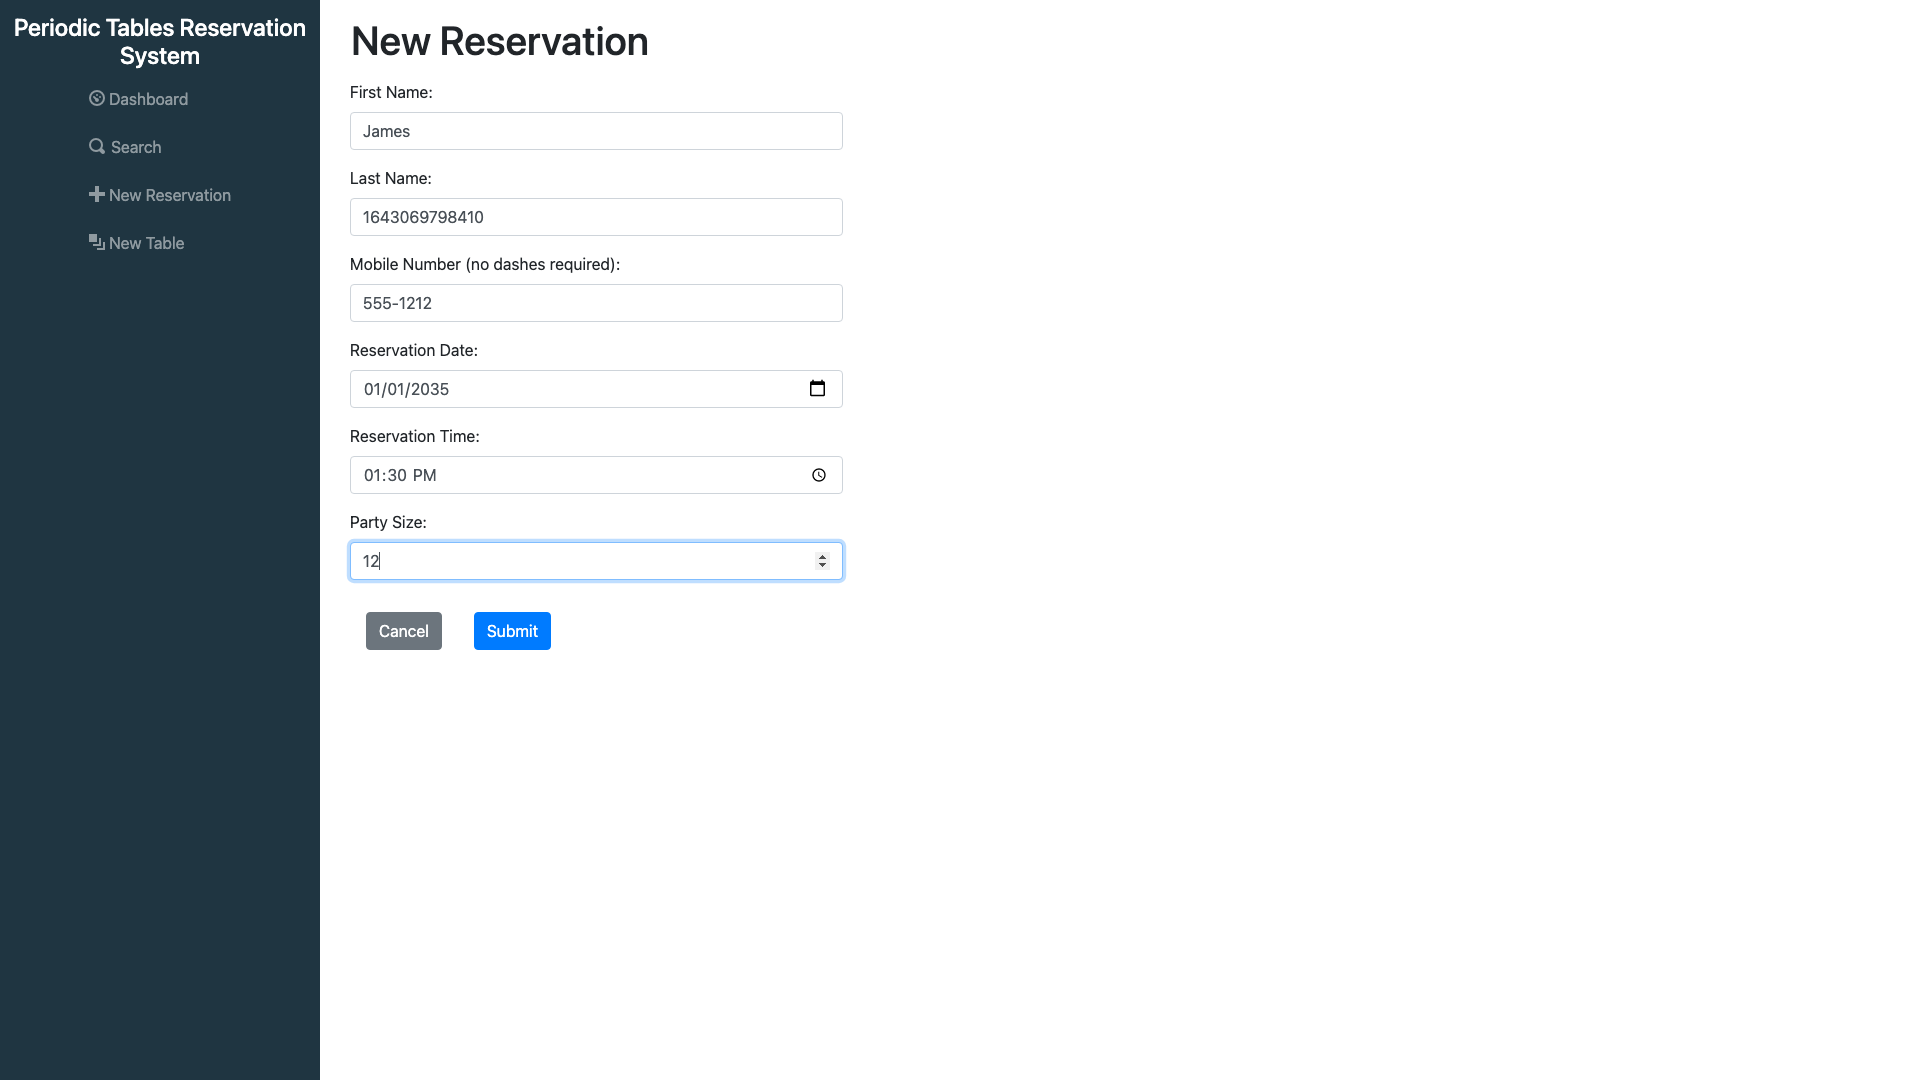 Periodic Tables Reservation
System
Dashboard
Search
New Reservation
New Table
New Reservation
First Name:
James
Last Name:
1643069798410
Mobile Number (no dashes required):
555-1212
Reservation Date:
01/01/2035
Reservation Time:
01:30 PM
Party Size:
12
Cancel Submit